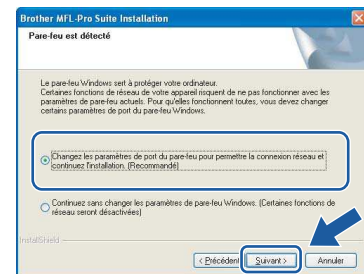 Brother MFL-Pro Suite Installation
Pare-feu est détecté
Le pare-feu Windows sert à protéger votre ordinateur.
Certaines fonctions de réseau de votre appareil risquent de ne pas fonctionner avec les
paramètres de pare-feu actuels. Pour qu'elles fonctionnent toutes, vous devez changer
certains paramètres de port du pare-feu Windows.
Changez les paramètres de port du pare-feu pour permettre la connexion réseau et
continuez l'installation. (Recommandé)
Continuez sans changer les paramètres de pare-feu Windows. (Certaines fonctions de
réseau seront désactivées)
InstallShield
< Précédent
Suivant >
Annuler